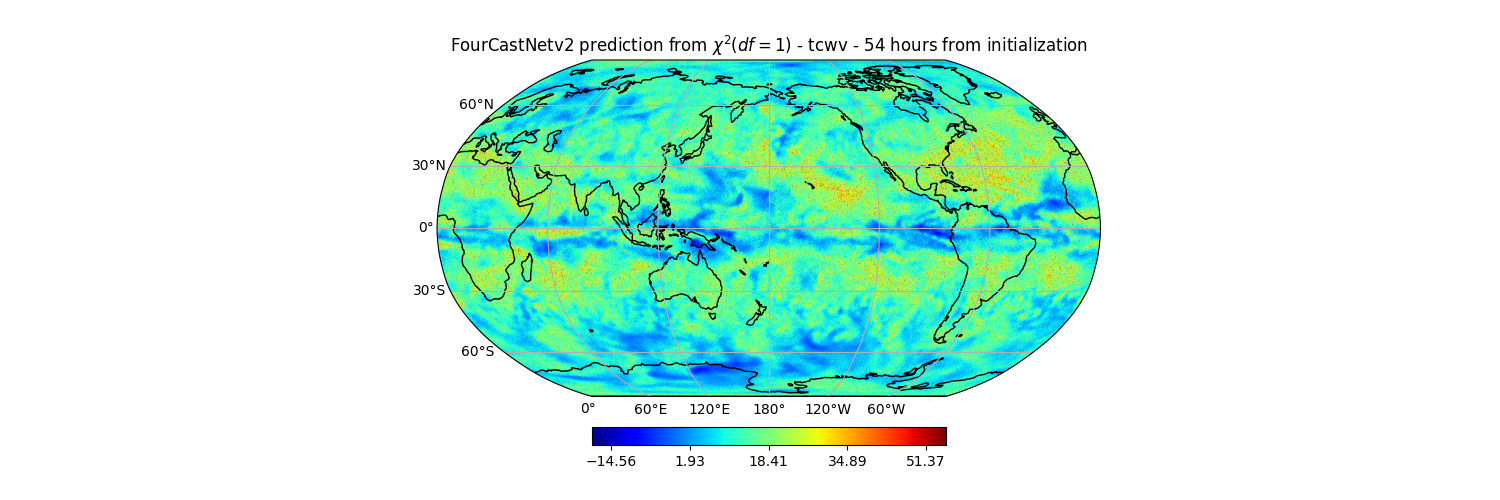 FourCastNetv2 prediction from χ²(df = 1) - tcwv - 54 hours from initialization
60°N
30°N
0°
30°S
60°S
0° 60°E 120°E 180° 120°W 60°W
−14.56 1.93 18.41 34.89 51.37